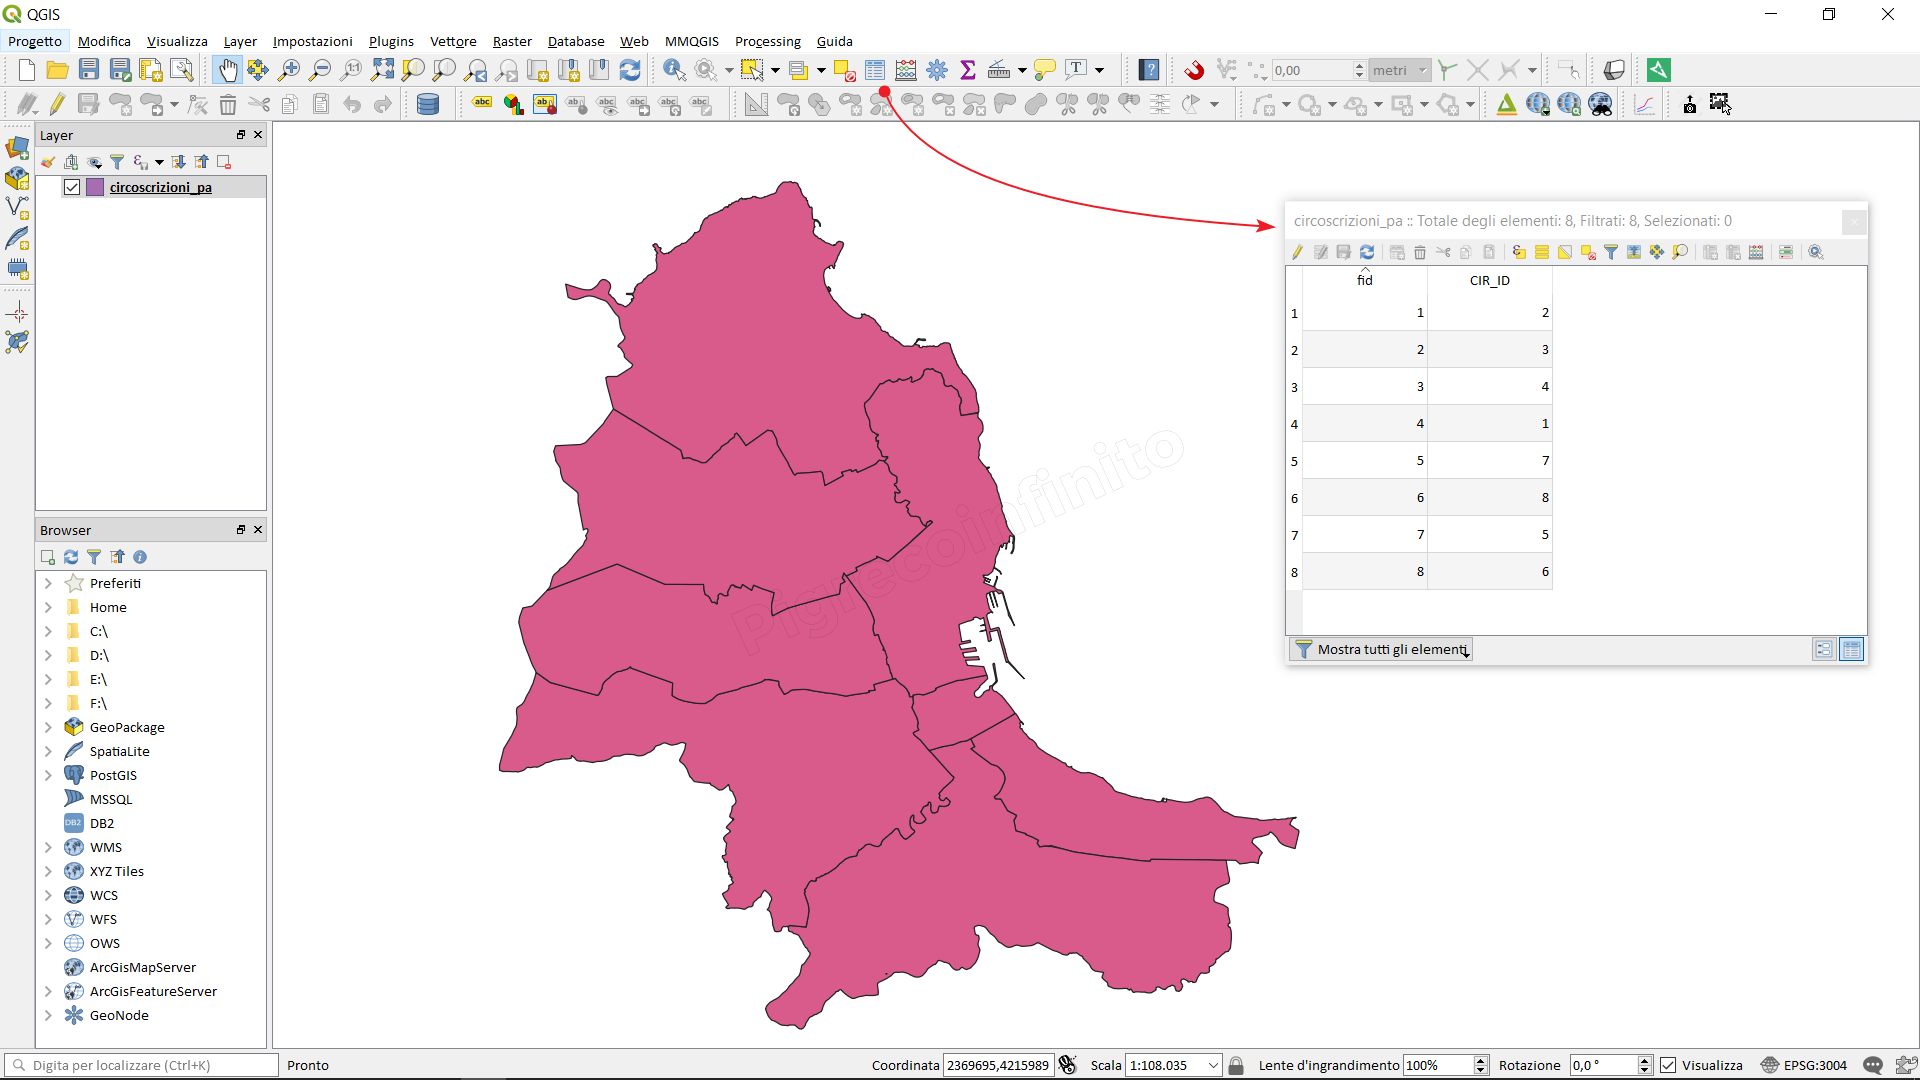 QGIS
Progetto Modifica Visualizza Layer Impostazioni Plugins Vettore Raster Database Web MMQGIS Processing Guida
0,00 metri
Layer
circoscrizioni_pa
Browser
Preferiti
Home
C:\
D:\
E:\
F:\
GeoPackage
SpatiaLite
PostGIS
MSSQL
DB2 DB2
WMS
XYZ Tiles
WCS
WFS
OWS
ArcGisMapServer
ArcGisFeatureServer
GeoNode
Pigrecoinfinito
circoscrizioni_pa :: Totale degli elementi: 8, Filtrati: 8, Selezionati: 0
fid CIR_ID
1 1 2
2 2 3
3 3 4
4 4 1
5 5 7
6 6 8
7 7 5
8 8 6
Mostra tutti gli elementi
Digita per localizzare (Ctrl+K) Pronto Coordinata 2369695,4215989 Scala 1:108.035 Lente d'ingrandimento 100% Rotazione 0,0 ° Visualizza EPSG:3004